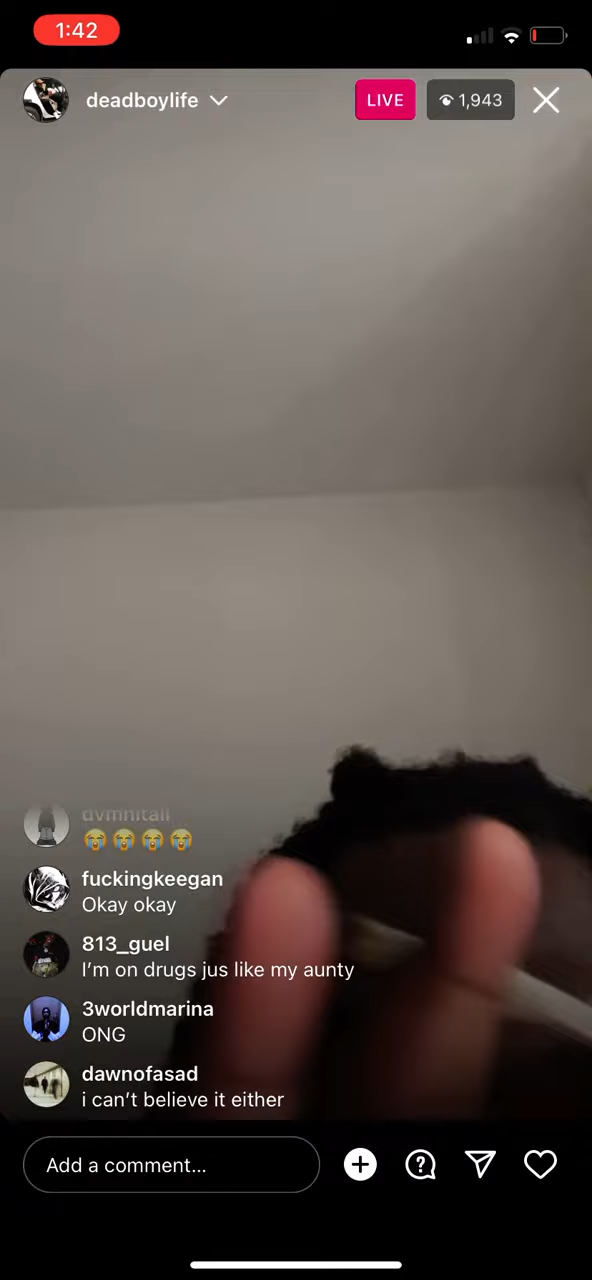 1:42
deadboylife
LIVE
1,943
dvmnitall
😭😭😭😭
fuckingkeegan
Okay okay
813_guel
I'm on drugs jus like my aunty
3worldmarina
ONG
dawnofasad
i can't believe it either
Add a comment...